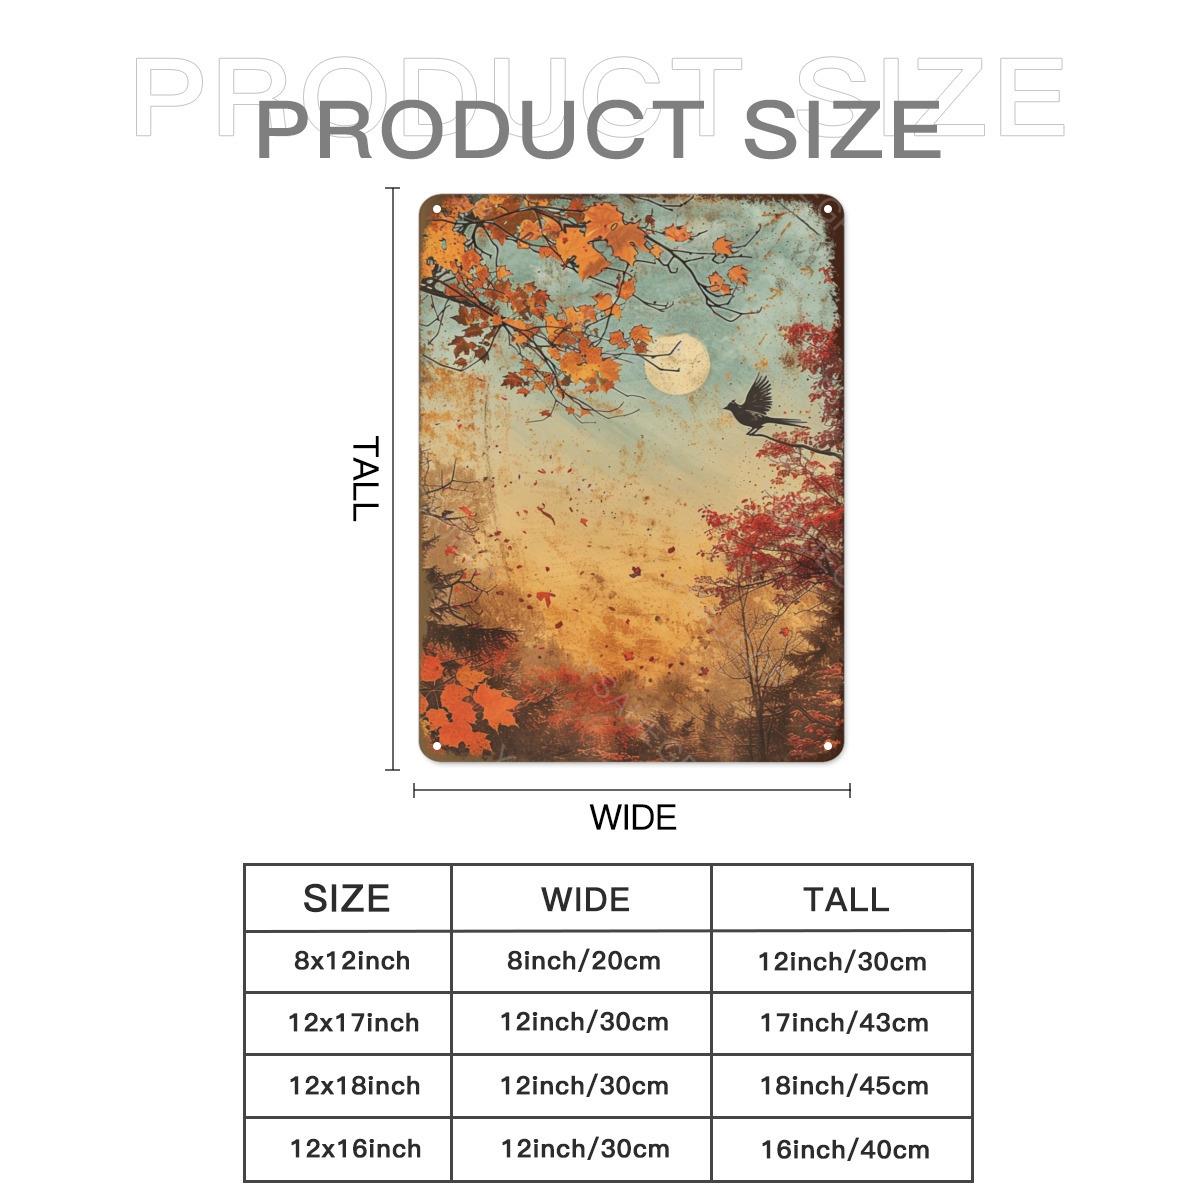 PRODUCT SIZE
PRODUCT SIZE
TALL
WIDE
SIZE WIDE TALL
8x12inch 8inch/20cm 12inch/30cm
12x17inch 12inch/30cm 17inch/43cm
12x18inch 12inch/30cm 18inch/45cm
12x16inch 12inch/30cm 16inch/40cm